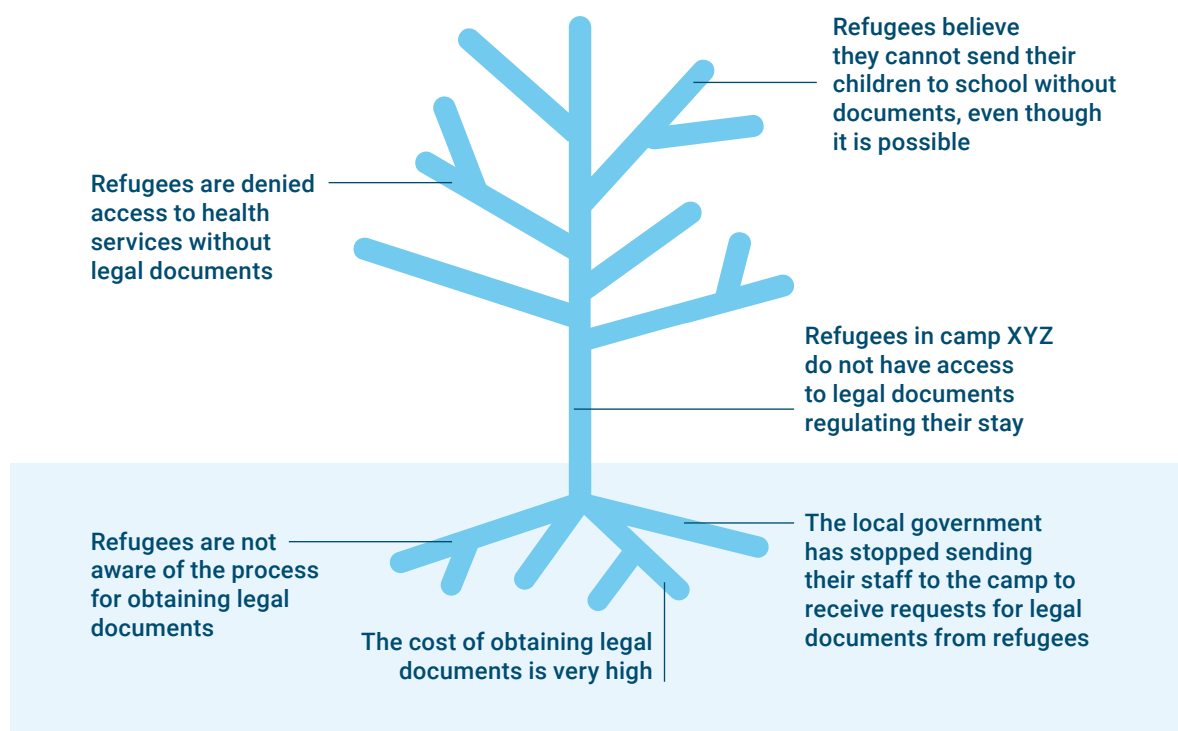 Refugees believe
they cannot send their
children to school without
documents, even though
it is possible
Refugees are denied
access to health
services without
legal documents
Refugees in camp XYZ
do not have access
to legal documents
regulating their stay
Refugees are not
aware of the process
for obtaining legal
documents
The cost of obtaining legal
documents is very high
The local government
has stopped sending
their staff to the camp to
receive requests for legal
documents from refugees